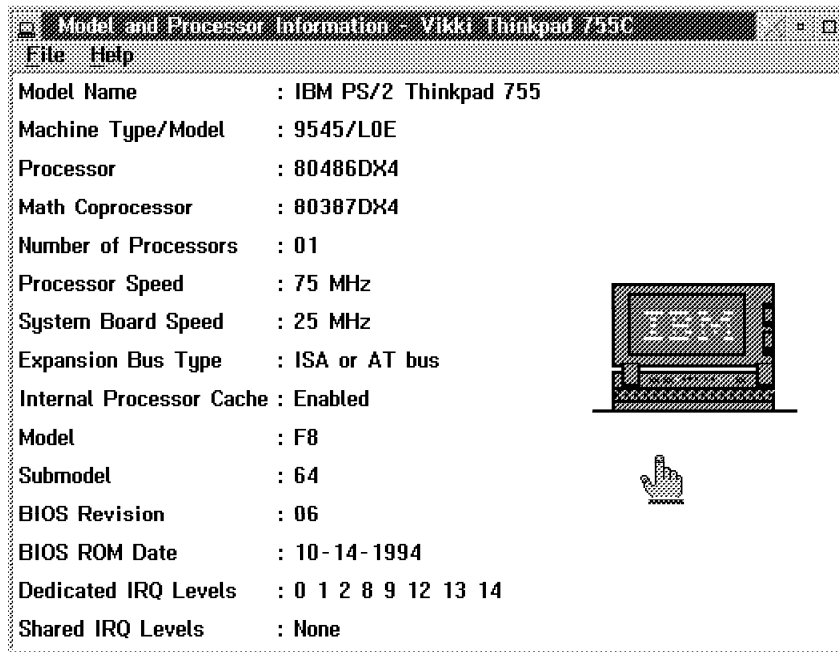 Model and Processor Information - Vikki Thinkpad 755C
File Help
Model Name : IBM PS/2 Thinkpad 755
Machine Type/Model : 9545/L0E
Processor : 80486DX4
Math Coprocessor : 80387DX4
Number of Processors : 01
Processor Speed : 75 MHz
System Board Speed : 25 MHz
Expansion Bus Type : ISA or AT bus
Internal Processor Cache : Enabled
Model : F8
Submodel : 64
BIOS Revision : 06
BIOS ROM Date : 10-14-1994
Dedicated IRQ Levels : 0 1 2 8 9 12 13 14
Shared IRQ Levels : None
IBM